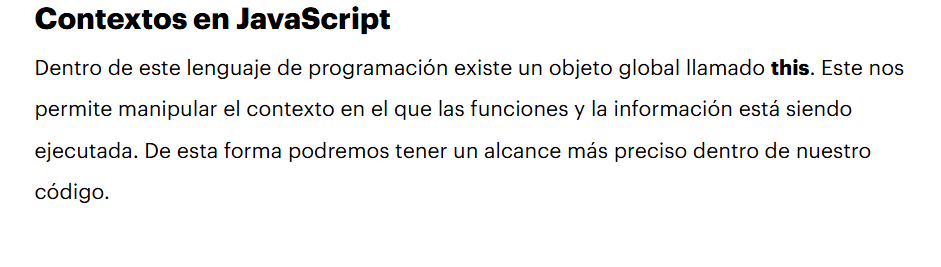 Contextos en JavaScript
Dentro de este lenguaje de programación existe un objeto global llamado this. Este nos
permite manipular el contexto en el que las funciones y la información está siendo
ejecutada. De esta forma podremos tener un alcance más preciso dentro de nuestro
código.